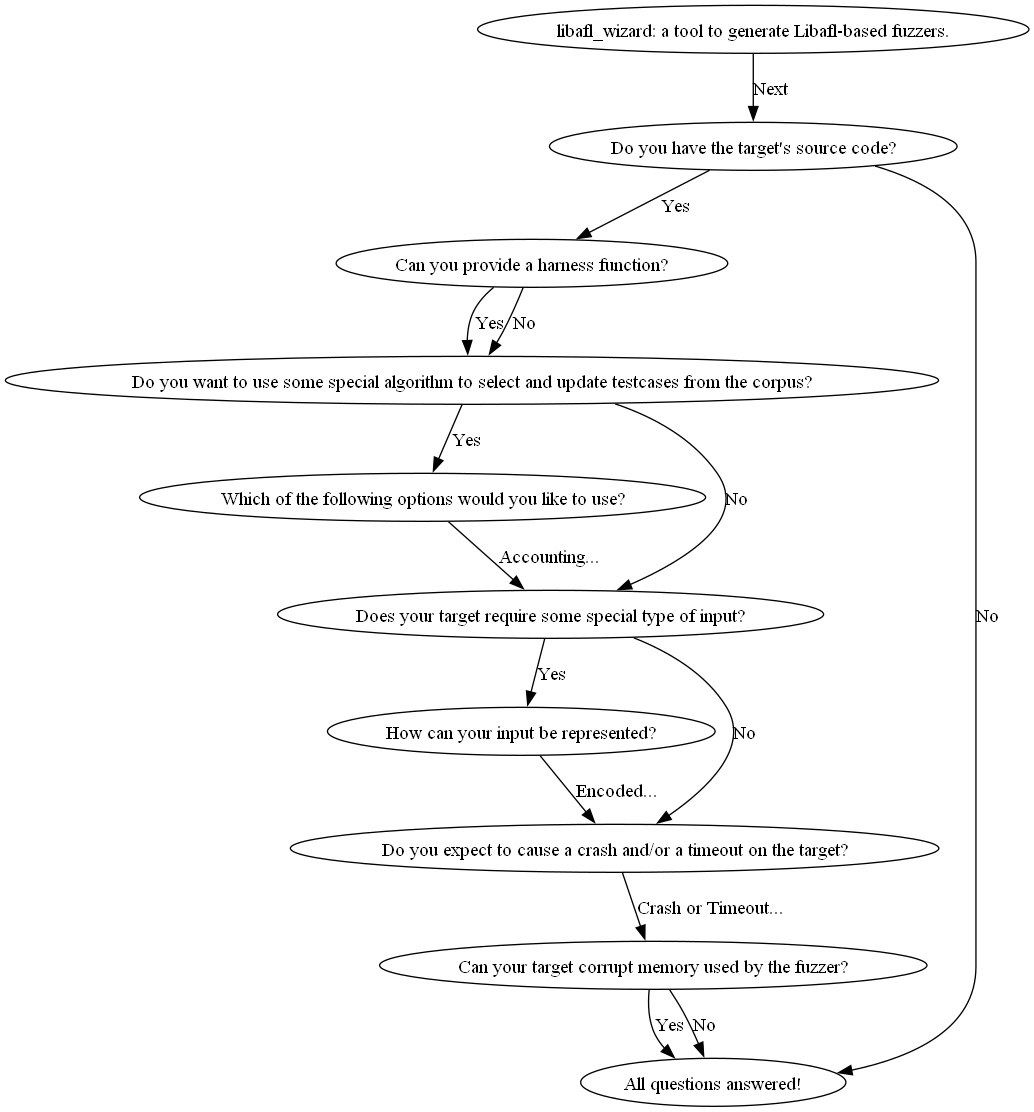 libafl_wizard: a tool to generate Libafl-based fuzzers.
Next
Do you have the target's source code?
Yes
Can you provide a harness function?
Yes No
Do you want to use some special algorithm to select and update testcases from the corpus?
Yes
Which of the following options would you like to use?
No
Accounting...
Does your target require some special type of input?
No
Yes
How can your input be represented?
No
Encoded...
Do you expect to cause a crash and/or a timeout on the target?
Crash or Timeout...
Can your target corrupt memory used by the fuzzer?
Yes No
All questions answered!